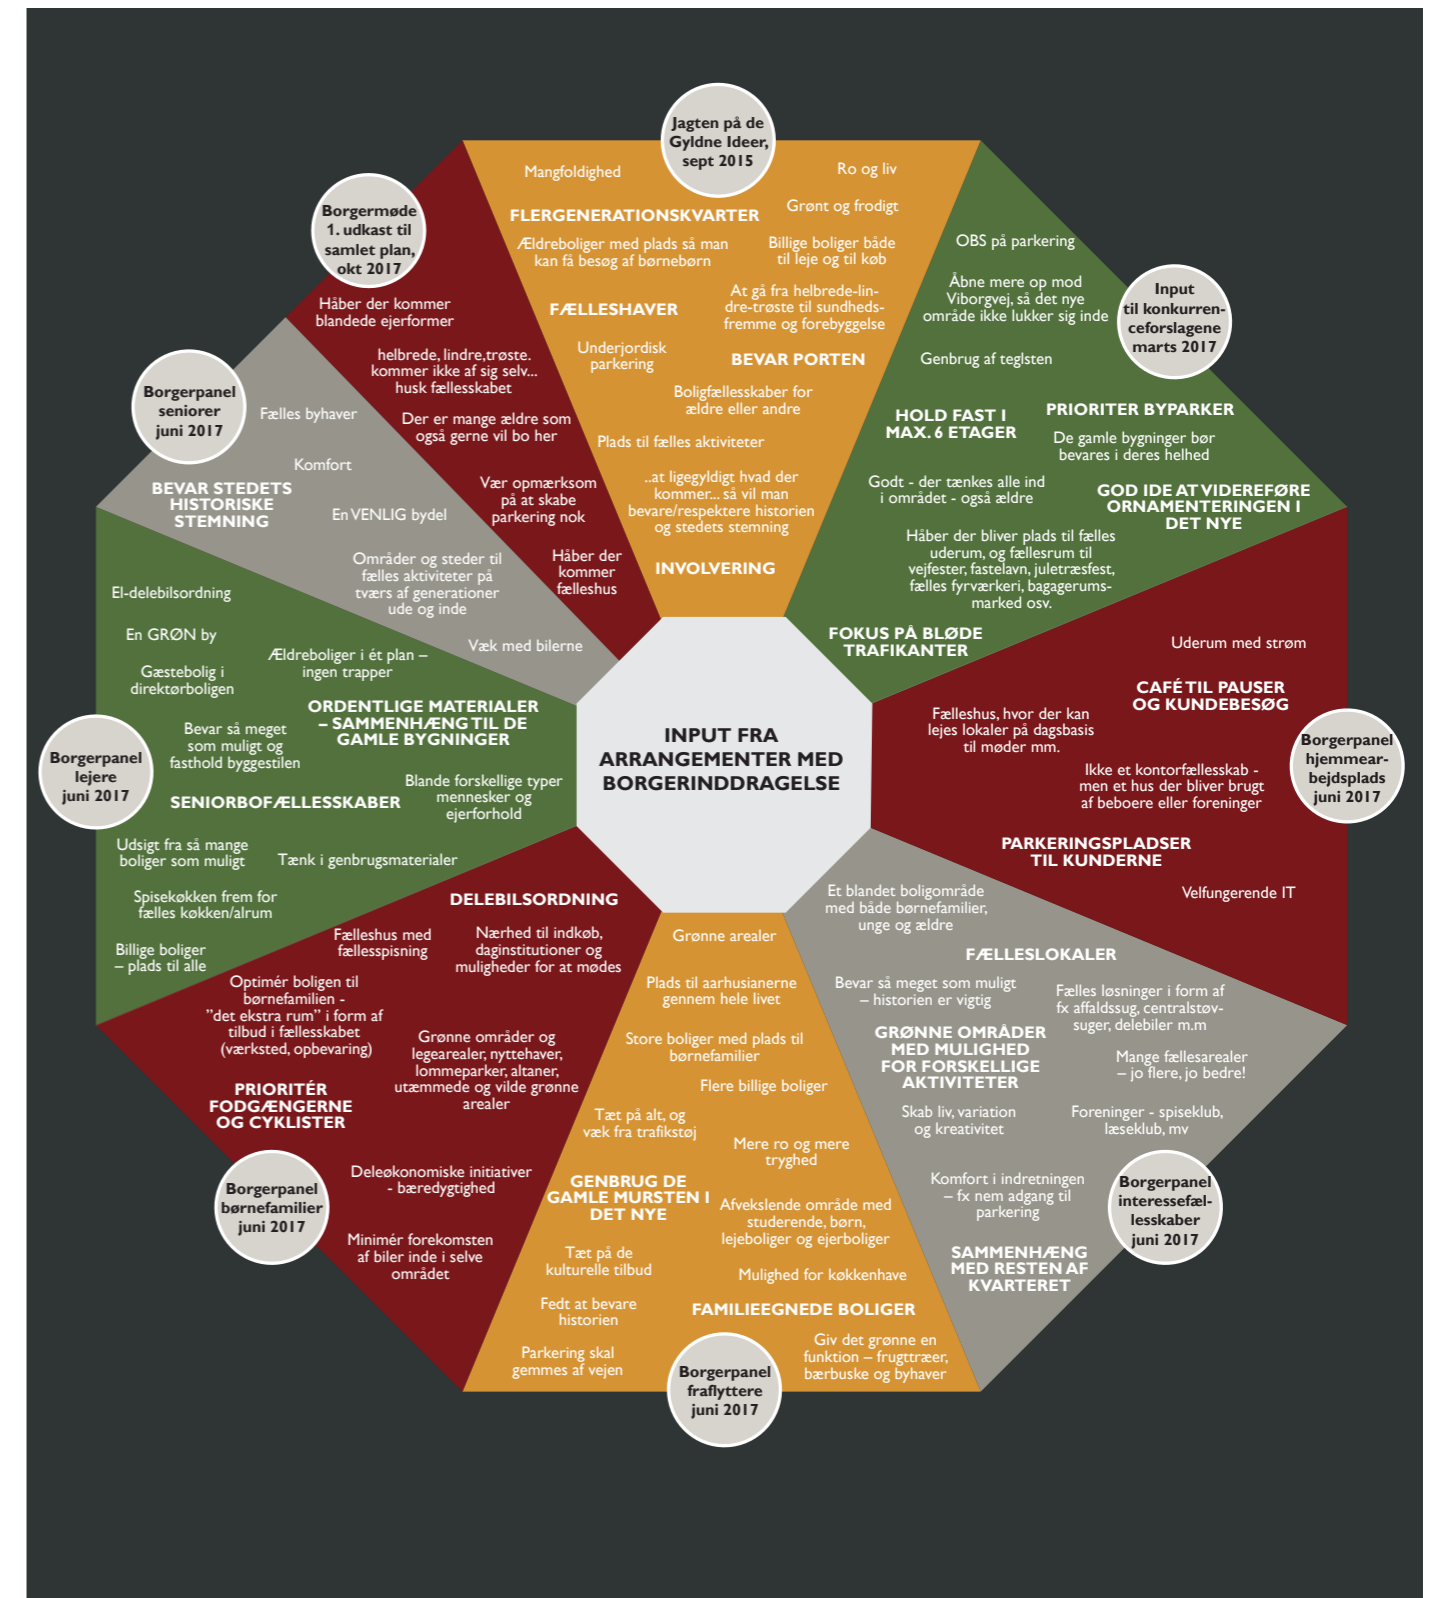 Jagten på de
Gyldne Ideer,
sept 2015
Mangfoldighed
Ro og liv
Grønt og frodigt
FLERGENERATIONSKVARTER
Ældreboliger med plads så man
kan få besøg af børnebørn
Billige boliger både
til leje og til køb
FÆLLESHAVER
At gå fra helbrede-lin-
dre-trøste til sundheds-
fremme og forebyggelse
Underjordisk
parkering
BEVAR PORTEN
Boligfællesskaber for
ældre eller andre
Plads til fælles aktiviteter
..at ligegyldigt hvad der
kommer... så vil man
bevare/respektere historien
og stedets stemning
INVOLVERING
Input
til konkurren-
ceforslagene
marts 2017
OBS på parkering
Åbne mere op mod
Viborgvej, så det nye
område ikke lukker sig inde
Genbrug af teglsten
HOLD FAST I
MAX. 6 ETAGER
PRIORITER BYPARKER
De gamle bygninger bør
bevares i deres helhed
Godt - der tænkes alle ind
i området - også ældre
GOD IDE AT VIDEREFØRE
ORNAMENTERINGEN I
DET NYE
Håber der bliver plads til fælles
uderum, og fællesrum til
vejfester, fastelavn, juletræsfest,
fælles fyrværkeri, bagagerums-
marked osv.
FOKUS PÅ BLØDE
TRAFIKANTER
Borgerpanel
hjemmear-
bejdsplads
juni 2017
Uderum med strøm
CAFÉ TIL PAUSER
OG KUNDEBESØG
Fælleshus, hvor der kan
lejes lokaler på dagsbasis
til møder mm.
Ikke et kontorfællesskab -
men et hus der bliver brugt
af beboere eller foreninger
PARKERINGSPLADSER
TIL KUNDERNE
Velfungerende IT
Borgerpanel
interessefæl-
lesskaber
juni 2017
Et blandet boligområde
med både børnefamilier,
unge og ældre
FÆLLESLOKALER
Bevar så meget som muligt
– historien er vigtig
Fælles løsninger i form af
fx affaldssug, centralstøv-
suger, delebiler m.m
GRØNNE OMRÅDER
MED MULIGHED
FOR FORSKELLIGE
AKTIVITETER
Mange fællesarealer
– jo flere, jo bedre!
Skab liv, variation
og kreativitet
Foreninger - spiseklub,
læseklub, mv
Komfort i indretningen
– fx nem adgang til
parkering
SAMMENHÆNG
MED RESTEN AF
KVARTERET
Borgerpanel
fraflyttere
juni 2017
Grønne arealer
Plads til aarhusianerne
gennem hele livet
Store boliger med plads til
børnefamilier
Flere billige boliger
Tæt på alt, og
væk fra trafikstøj
Mere ro og mere
tryghed
GENBRUG DE
GAMLE MURSTEN I
DET NYE
Afvekslende område med
studerende, børn,
lejeboliger og ejerboliger
Tæt på de
kulturelle tilbud
Mulighed for køkkenhave
Fedt at bevare
historien
FAMILIEEGNEDE BOLIGER
Parkering skal
gemmes af vejen
Giv det grønne en
funktion – frugttræer,
bærbuske og byhaver
Borgerpanel
børnefamilier
juni 2017
DELEBILSORDNING
Fælleshus med
fællesspisning
Nærhed til indkøb,
daginstitutioner og
muligheder for at mødes
Optimér boligen til
børnefamilien -
”det ekstra rum” i form af
tilbud i fællesskabet
(værksted, opbevaring)
Grønne områder og
legearealer, nyttehaver,
lommeparker, altaner,
utæmmede og vilde grønne
arealer
PRIORITÉR
FODGÆNGERNE
OG CYKLISTER
Deleøkonomiske initiativer
- bæredygtighed
Minimér forekomsten
af biler inde i selve
området
Borgerpanel
lejere
juni 2017
El-delebilsordning
En GRØN by
Gæstebolig i
direktørboligen
Ældreboliger i ét plan –
ingen trapper
ORDENTLIGE MATERIALER
– SAMMENHÆNG TIL DE
GAMLE BYGNINGER
Bevar så meget
som muligt og
fasthold byggestilen
Blande forskellige typer
mennesker og
ejerforhold
SENIORBOFÆLLESSKABER
Udsigt fra så mange
boliger som muligt
Tænk i genbrugsmaterialer
Spisekøkken frem for
fælles køkken/alrum
Billige boliger
– plads til alle
Borgerpanel
seniorer
juni 2017
Fælles byhaver
Komfort
BEVAR STEDETS
HISTORISKE
STEMNING
En VENLIG bydel
Områder og steder til
fælles aktiviteter på
tværs af generationer
ude og inde
Væk med bilerne
Borgermøde
1. udkast til
samlet plan,
okt 2017
Håber der kommer
blandede ejerformer
helbrede, lindre,trøste.
kommer ikke af sig selv...
husk fællesskabet
Der er mange ældre som
også gerne vil bo her
Vær opmærksom
på at skabe
parkering nok
Håber der
kommer
fælleshus
INPUT FRA
ARRANGEMENTER MED
BORGERINDDRAGELSE